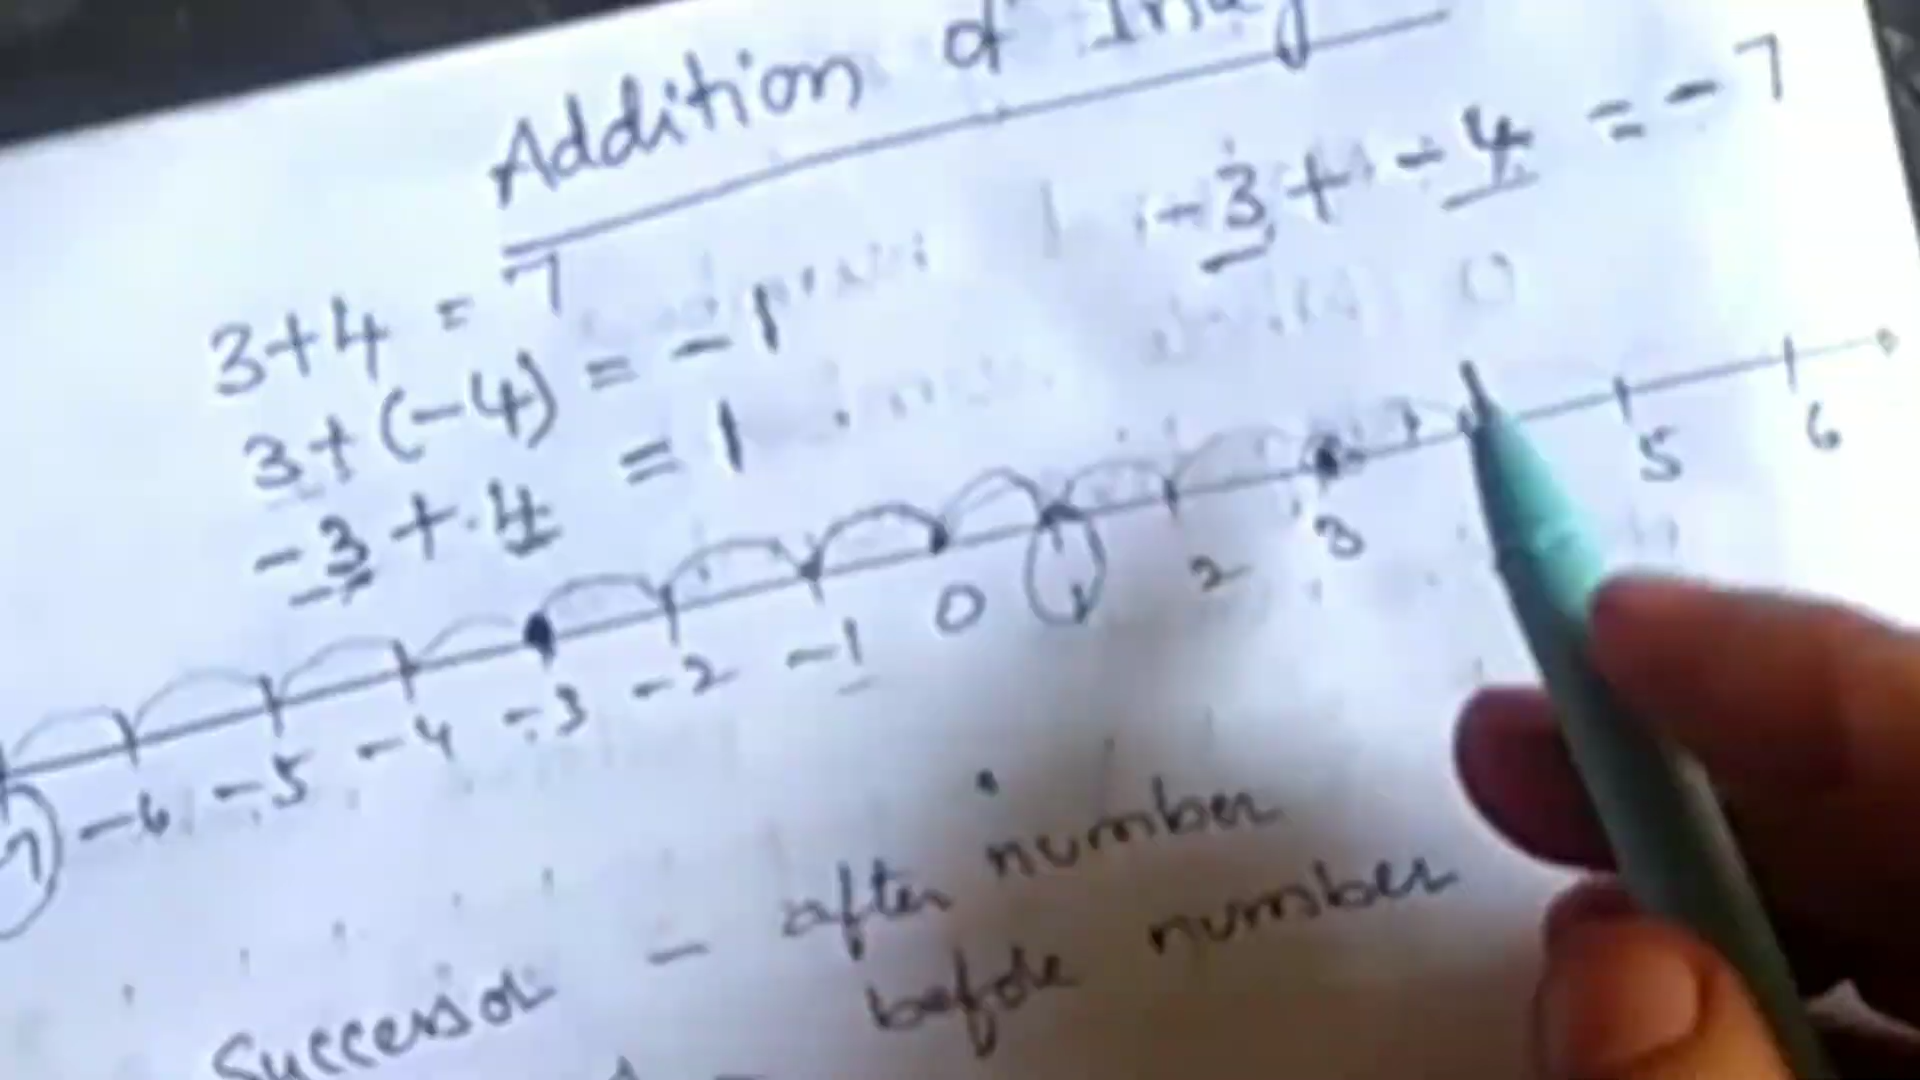 Addition of
-3 + -4 = -7
3+4 = 7
3+(-4) = -1
-3 + 4 = 1
-6 -5 -4 -3 -2 -1 0 1 2 3 5 6
Successor - after number
before number